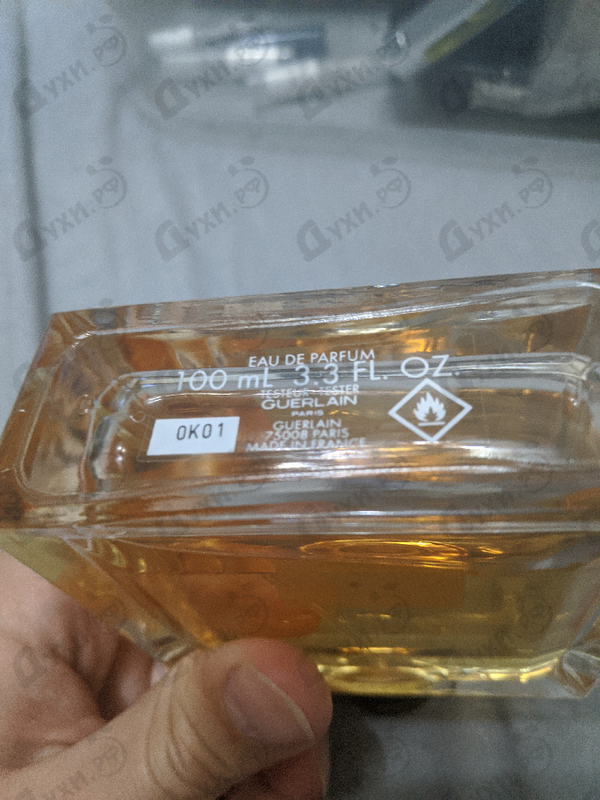 EAU DE PARFUM
100 mL 3.3 FL. OZ.
TESTEUR - TESTER
GUERLAIN
PARIS
GUERLAIN
75008 PARIS
MADE IN FRANCE
0K01
Духи.РФ